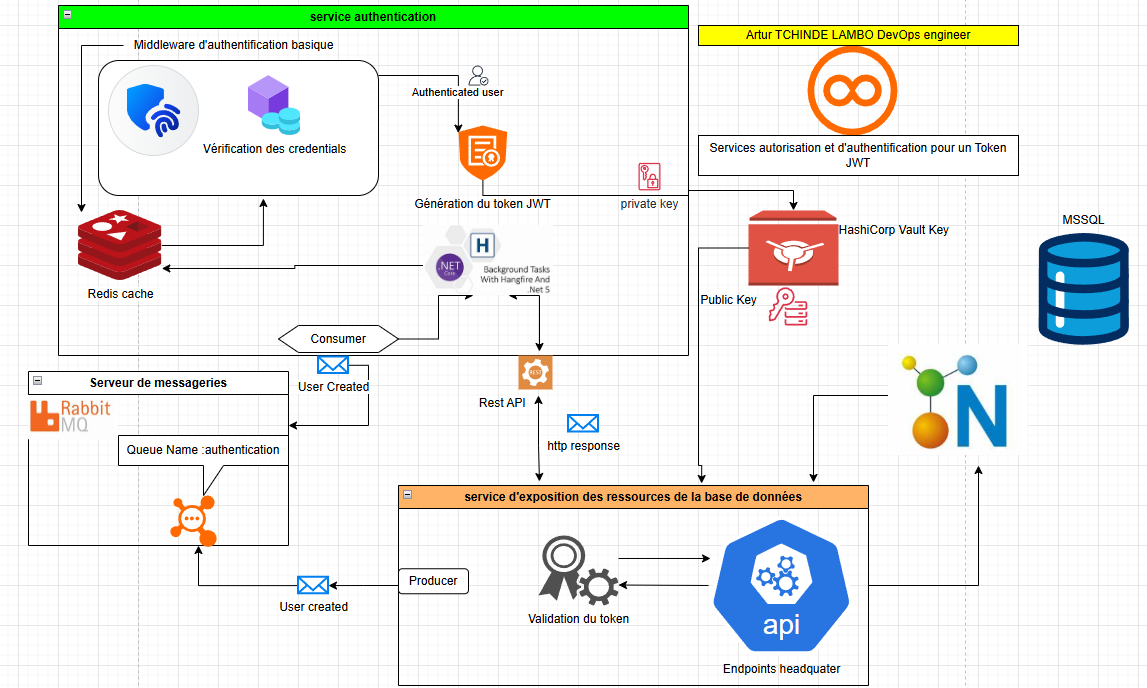 service authentication
Middleware d'authentification basique
Artur TCHINDE LAMBO DevOps engineer
Authenticated user
Vérification des credentials
Services autorisation et d'authentification pour un Token
JWT
Génération du token JWT
private key
MSSQL
HashiCorp Vault Key
H
.NET
Core
Background Tasks
With Hangfire And
.Net 5
Redis cache
Public Key
Consumer
User Created
REST
Rest API
Serveur de messageries
Rabbit
MQ
N
Queue Name :authentication
http response
service d'exposition des ressources de la base de données
Producer
User created
Validation du token
api
Endpoints headquater